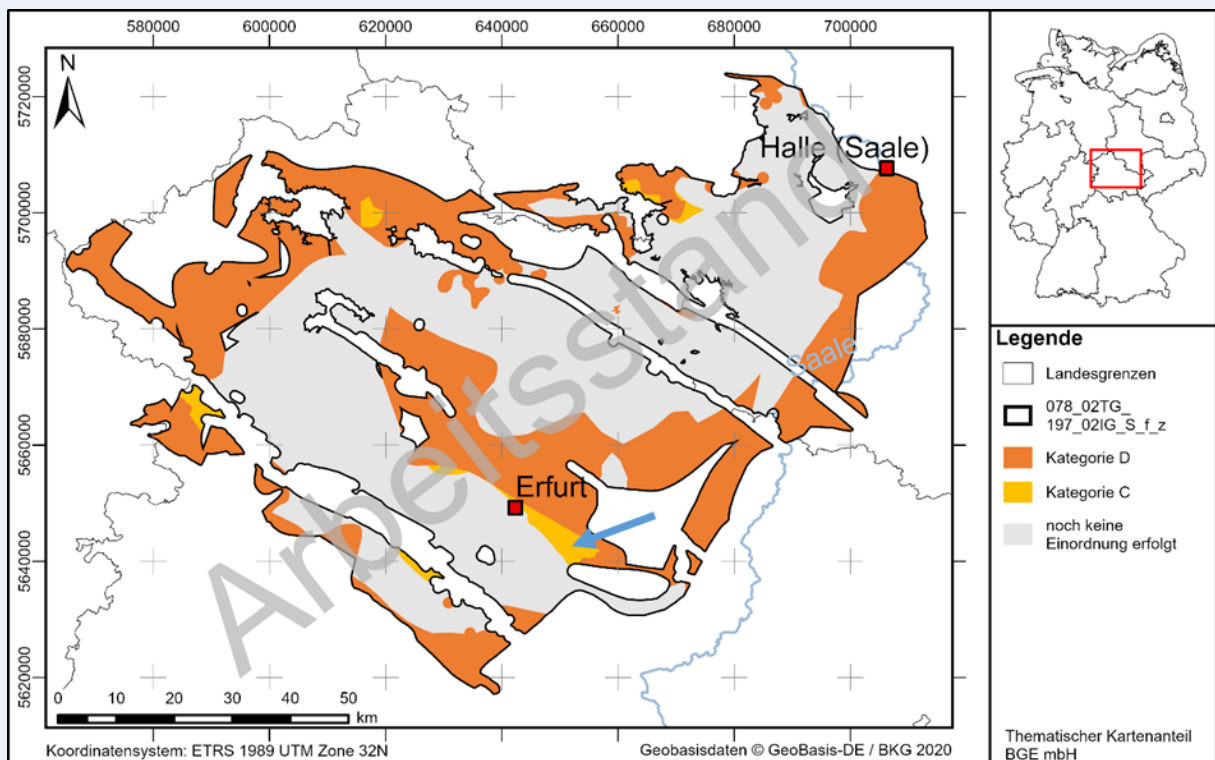 580000 600000 620000 640000 660000 680000 700000
N
5720000
5700000
5680000
5660000
5640000
5620000
Halle (Saale)
Saale
Erfurt
Arbeitsstand
0 10 20 30 40 50
km
Koordinatensystem: ETRS 1989 UTM Zone 32N
Geobasisdaten © GeoBasis-DE / BKG 2020
Legende
Landesgrenzen
078_02TG_
197_02IG_S_f_z
Kategorie D
Kategorie C
noch keine
Einordnung erfolgt
Thematischer Kartenanteil
BGE mbH